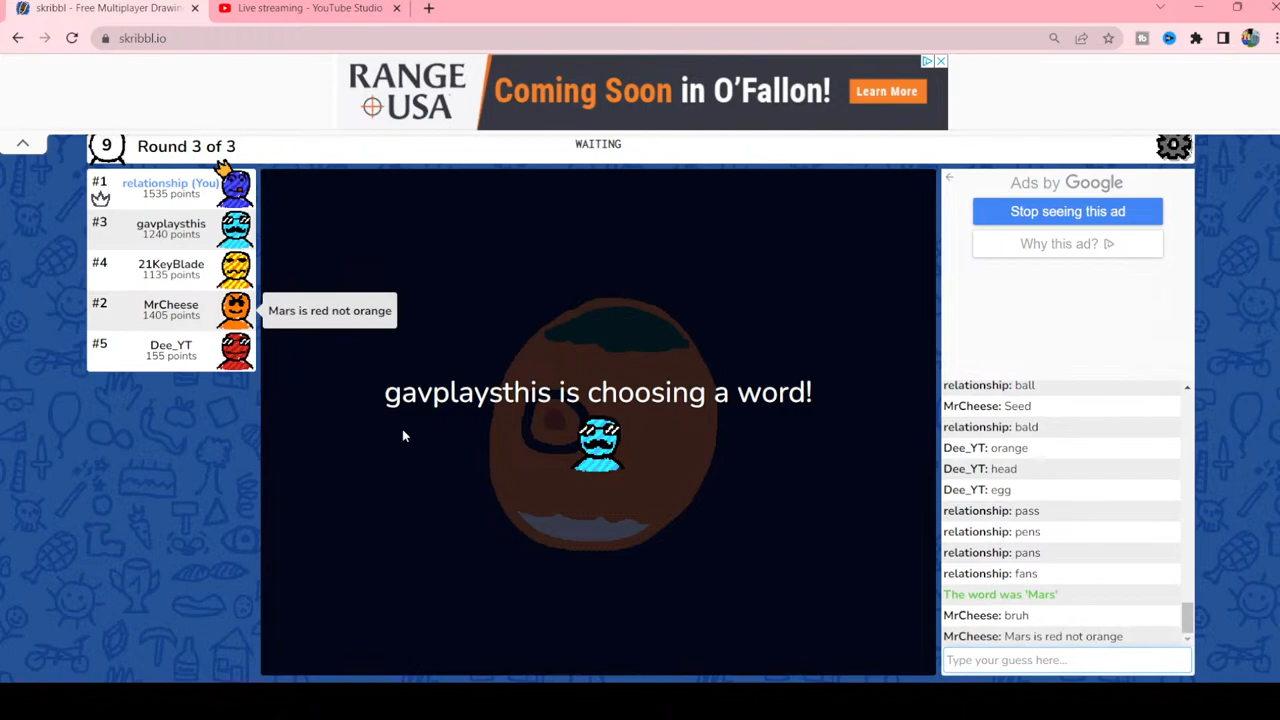 skribbl - Free Multiplayer Drawin
Live streaming - YouTube Studio
skribbl.io
RANGE
USA
Coming Soon in O'Fallon!
Learn More
9
Round 3 of 3
WAITING
#1
relationship (You)
1535 points
#3
gavplaysthis
1240 points
#4
21KeyBlade
1135 points
#2
MrCheese
1405 points
Mars is red not orange
#5
Dee_YT
155 points
gavplaysthis is choosing a word!
Ads by Google
Stop seeing this ad
Why this ad?
relationship: ball
MrCheese: Seed
relationship: bald
Dee_YT: orange
Dee_YT: head
Dee_YT: egg
relationship: pass
relationship: pens
relationship: pans
relationship: fans
The word was 'Mars'
MrCheese: bruh
MrCheese: Mars is red not orange
Type your guess here...